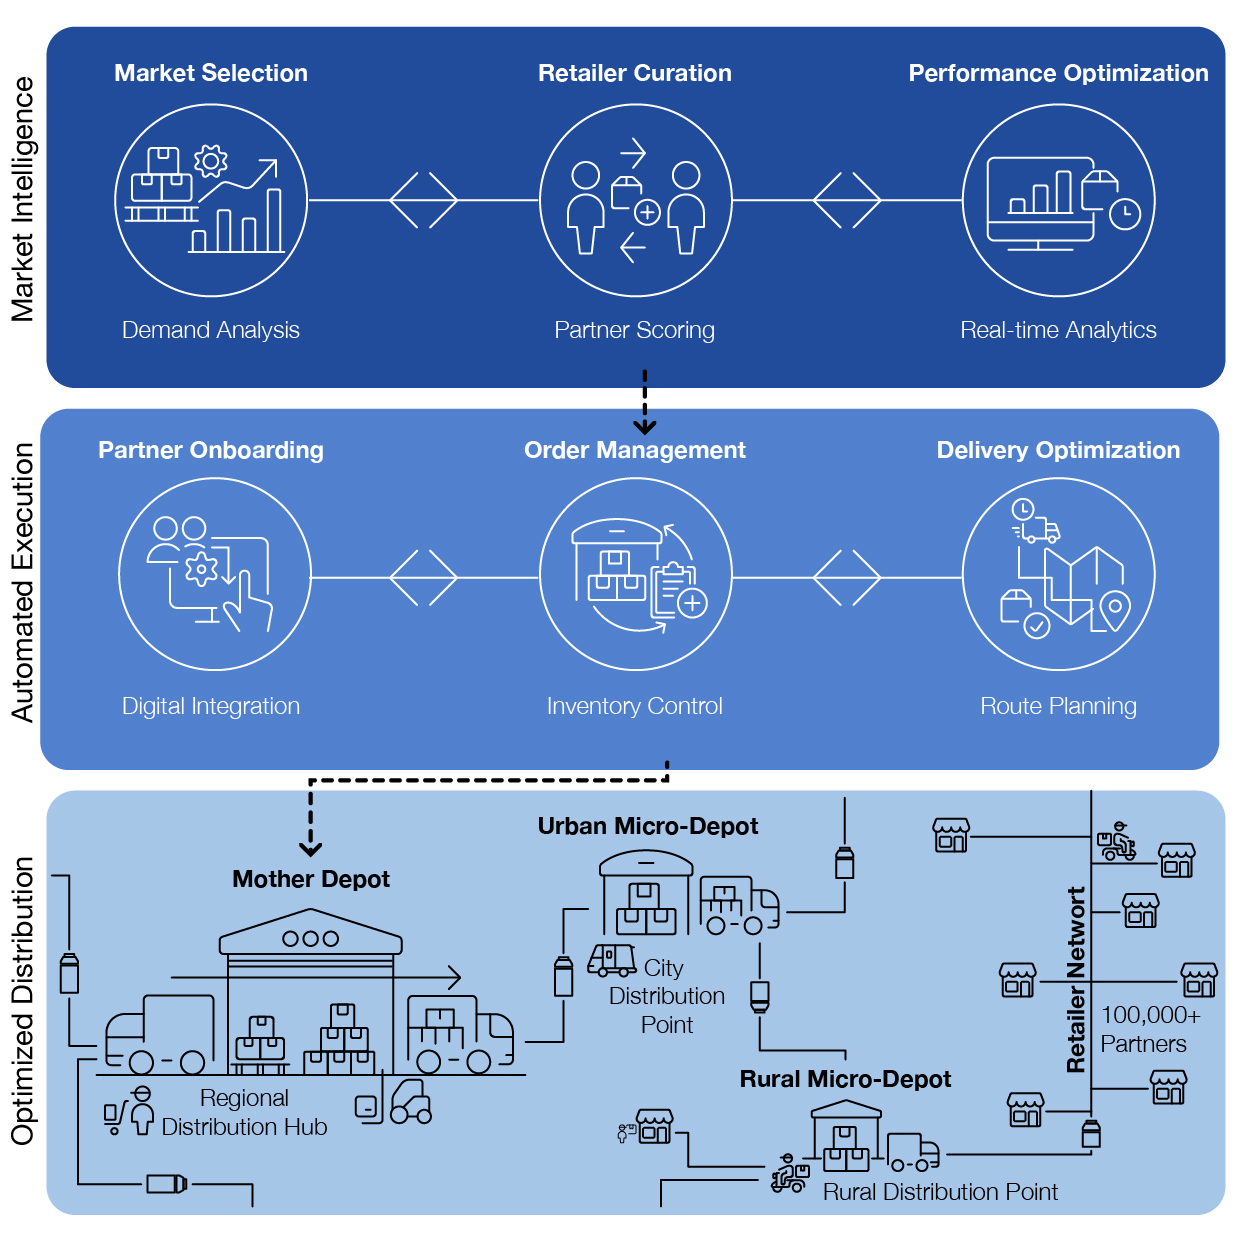 Market Intelligence
Market Selection
Retailer Curation
Performance Optimization
Demand Analysis
Partner Scoring
Real-time Analytics
Automated Execution
Partner Onboarding
Order Management
Delivery Optimization
Digital Integration
Inventory Control
Route Planning
Optimized Distribution
Mother Depot
Regional
Distribution Hub
Urban Micro-Depot
City
Distribution
Point
Rural Micro-Depot
Rural Distribution Point
Retailer Networt
100,000+
Partners